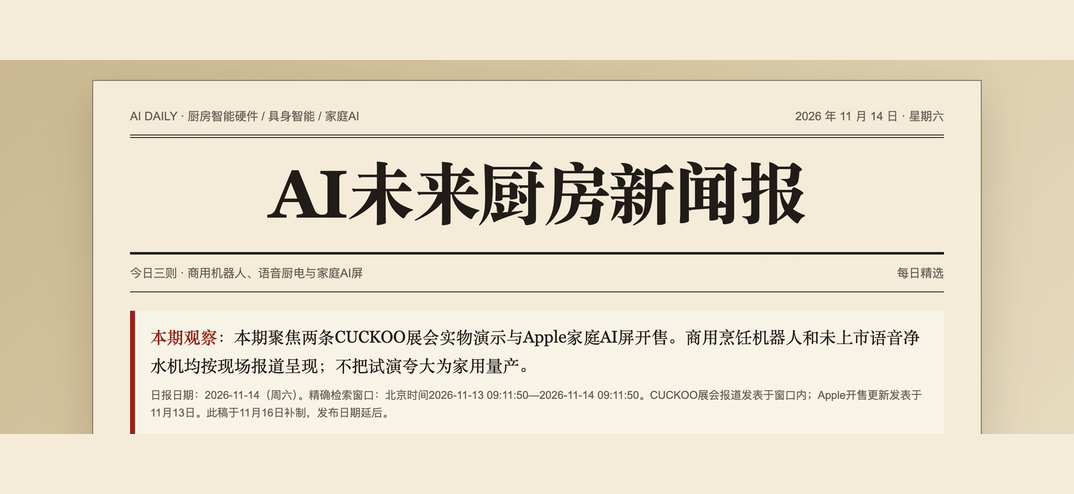 AI DAILY · 厨房智能硬件 / 具身智能 / 家庭AI
2026 年 11 月 14 日 · 星期六
AI未来厨房新闻报
今日三则 · 商用机器人、语音厨电与家庭AI屏
每日精选
本期观察：本期聚焦两条CUCKOO展会实物演示与Apple家庭AI屏开售。商用烹饪机器人和未上市语音净
水机均按现场报道呈现；不把试演夸大为家用量产。
日报日期：2026-11-14（周六）。精确检索窗口：北京时间2026-11-13 09:11:50—2026-11-14 09:11:50。CUCKOO展会报道发表于窗口内；Apple开售更新发表于
11月13日。此稿于11月16日补制，发布日期延后。